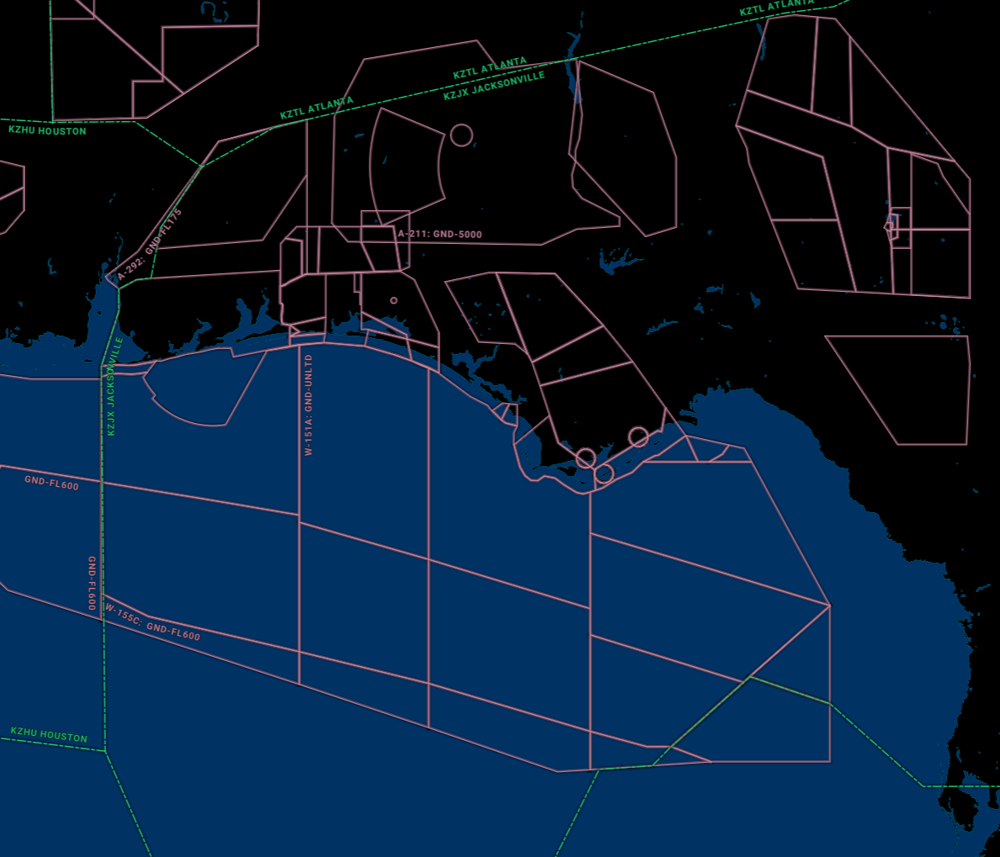 KZTL ATLANTA
KZTL ATLANTA
KZJX JACKSONVILLE
KZTL ATLANTA
KZHU HOUSTON
A-292: GND-FL175
A-211: GND-5000
KZJX JACKSONVILLE
W-151A: GND-UNLTD
GND-FL600
GND-FL600
W-155C: GND-FL600
KZHU HOUSTON